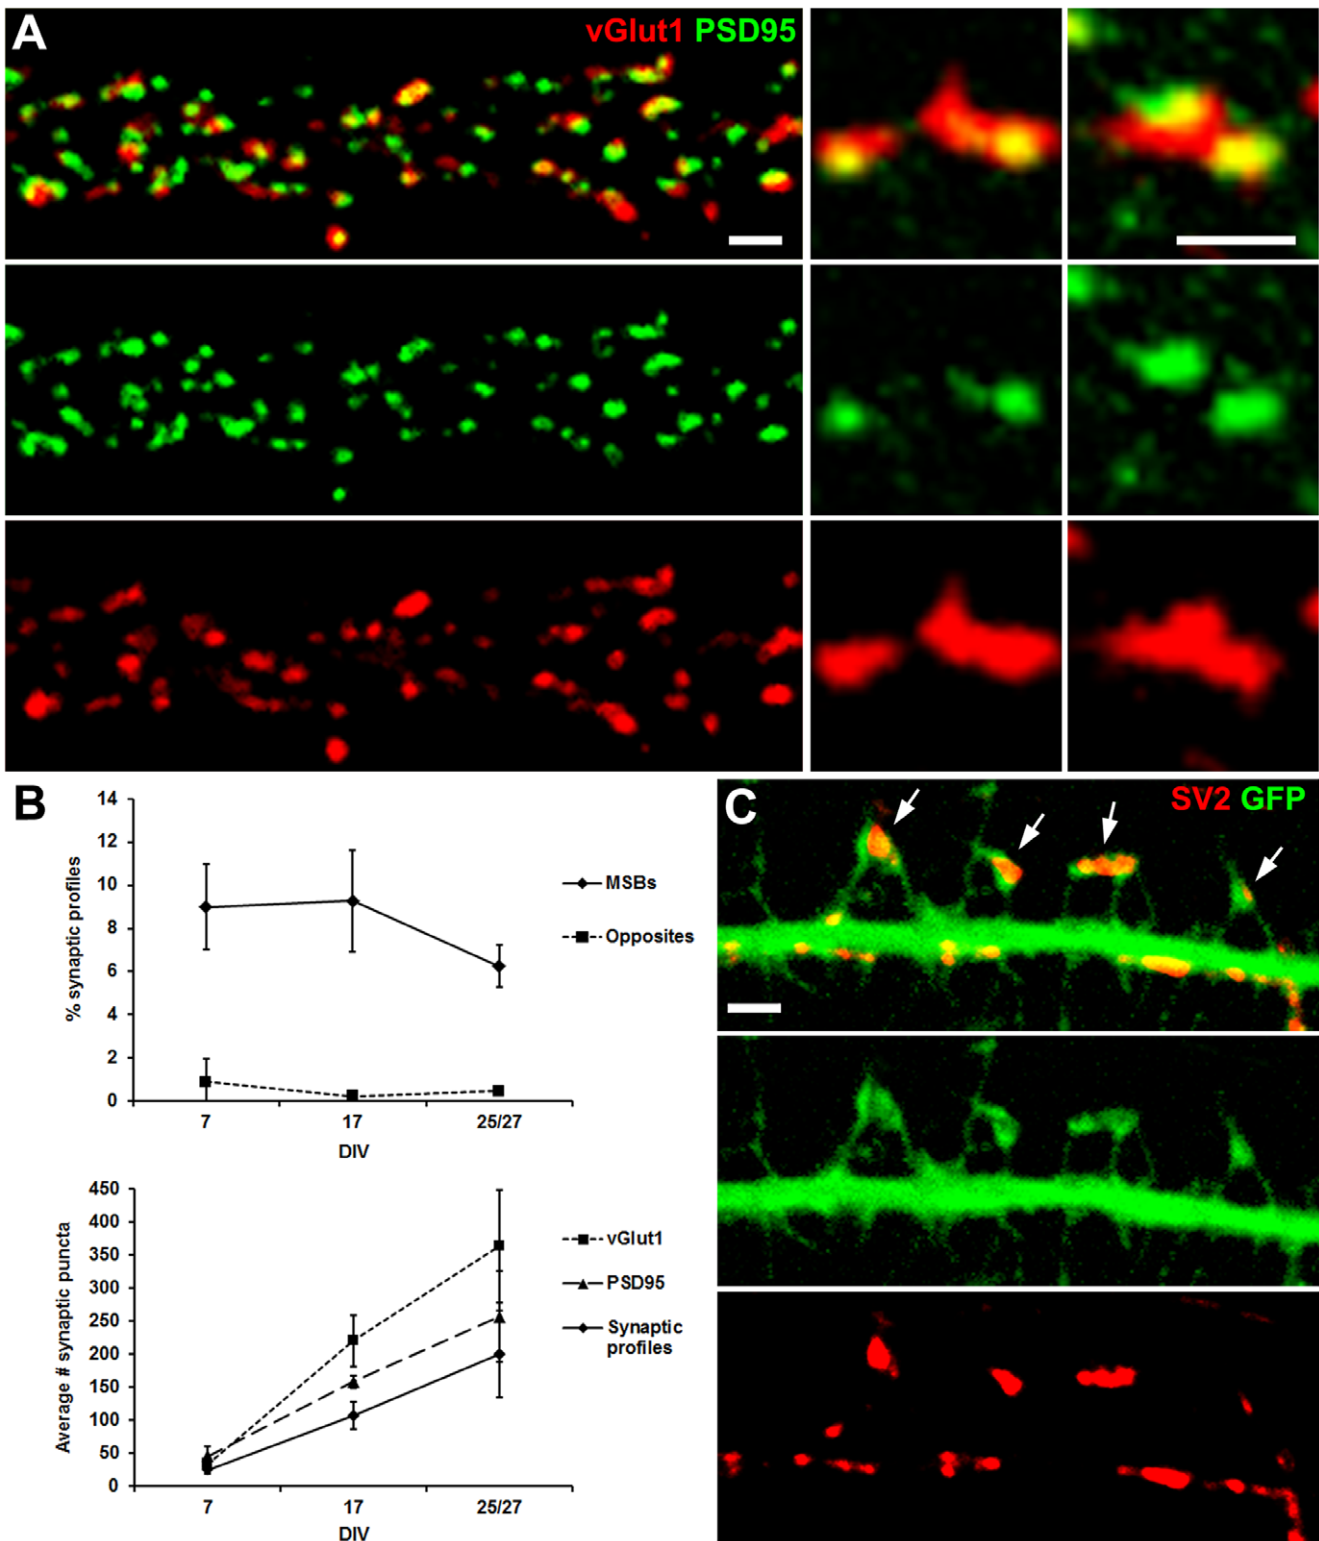 A
vGlut1 PSD95
B
14
12
10
8
6
4
2
0
% synaptic profiles
7
17
25/27
DIV
MSBs
Opposites
450
400
350
300
250
200
150
100
50
0
Average # synaptic puncta
7
17
25/27
DIV
vGlut1
PSD95
Synaptic
profiles
C
SV2 GFP